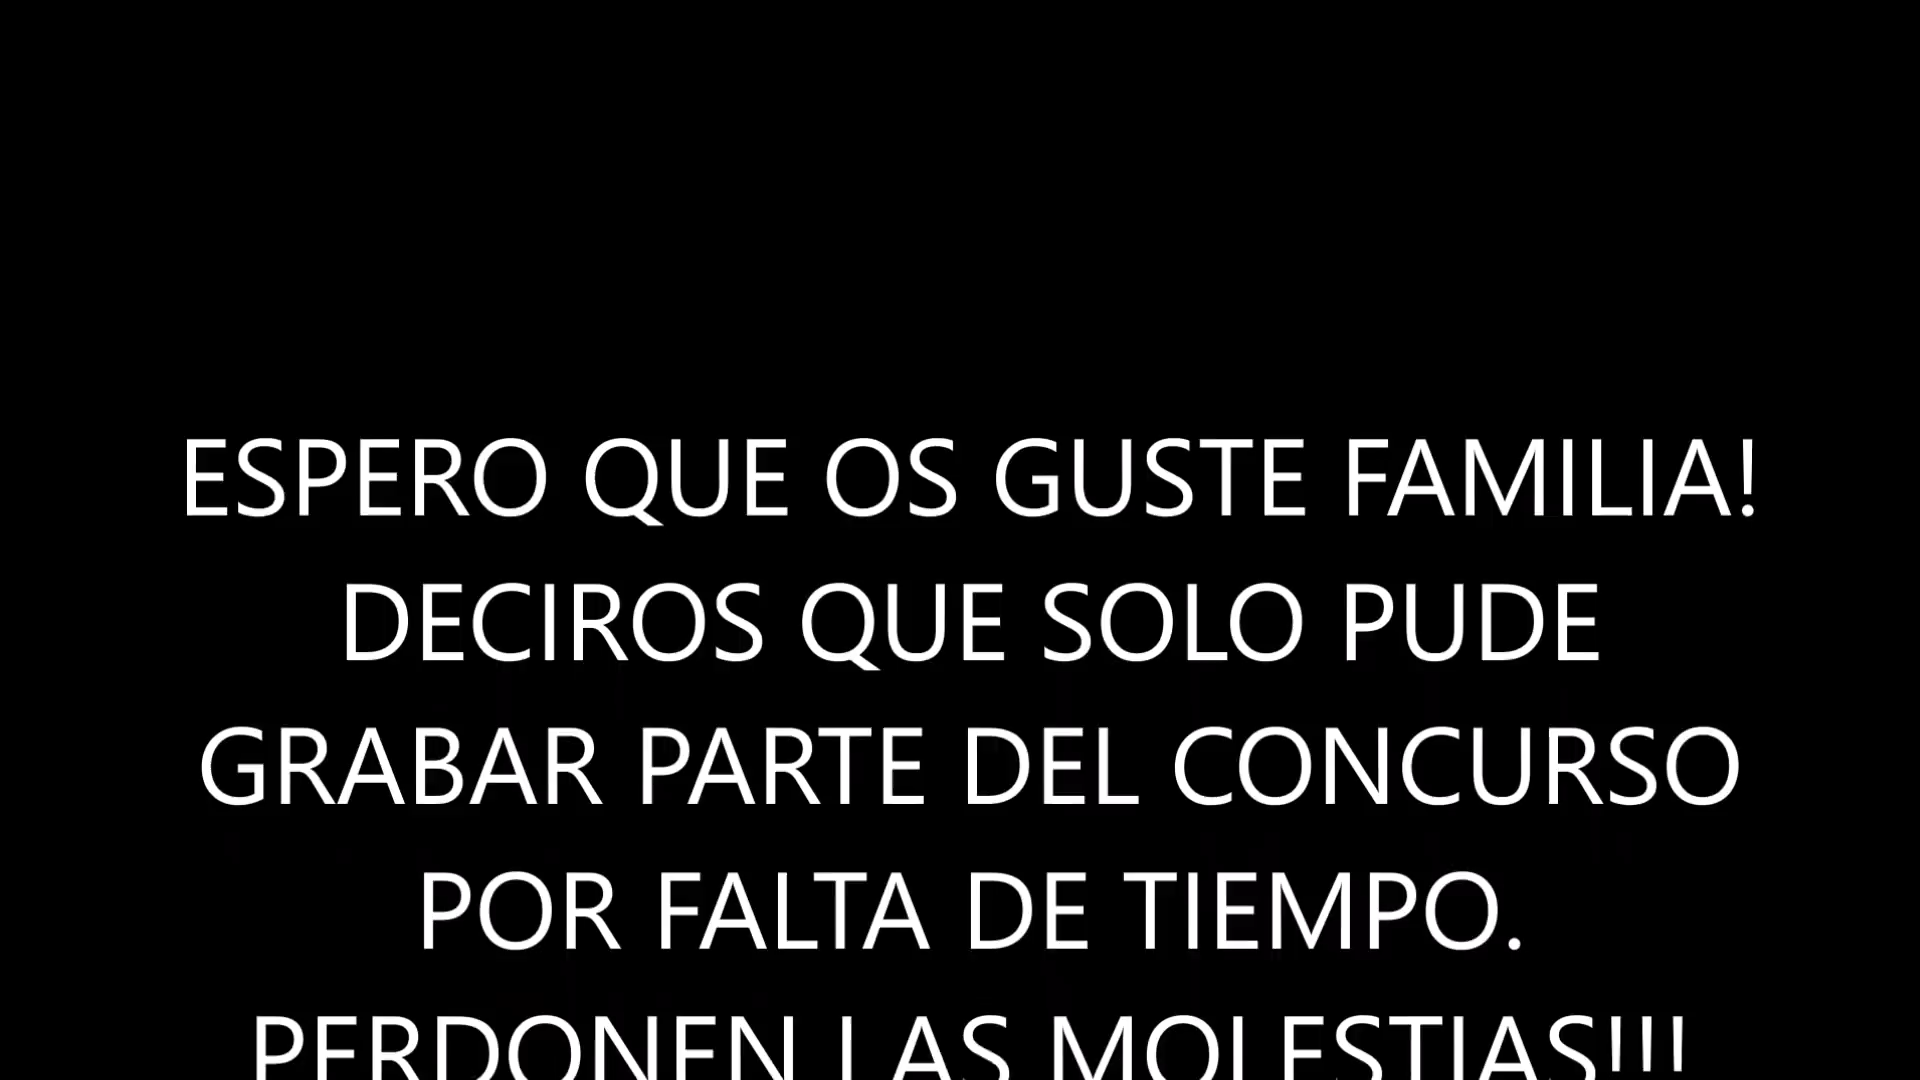 ESPERO QUE OS GUSTE FAMILIA!
DECIROS QUE SOLO PUDE
GRABAR PARTE DEL CONCURSO
POR FALTA DE TIEMPO.
PERDONEN LAS MOLESTIAS!!!